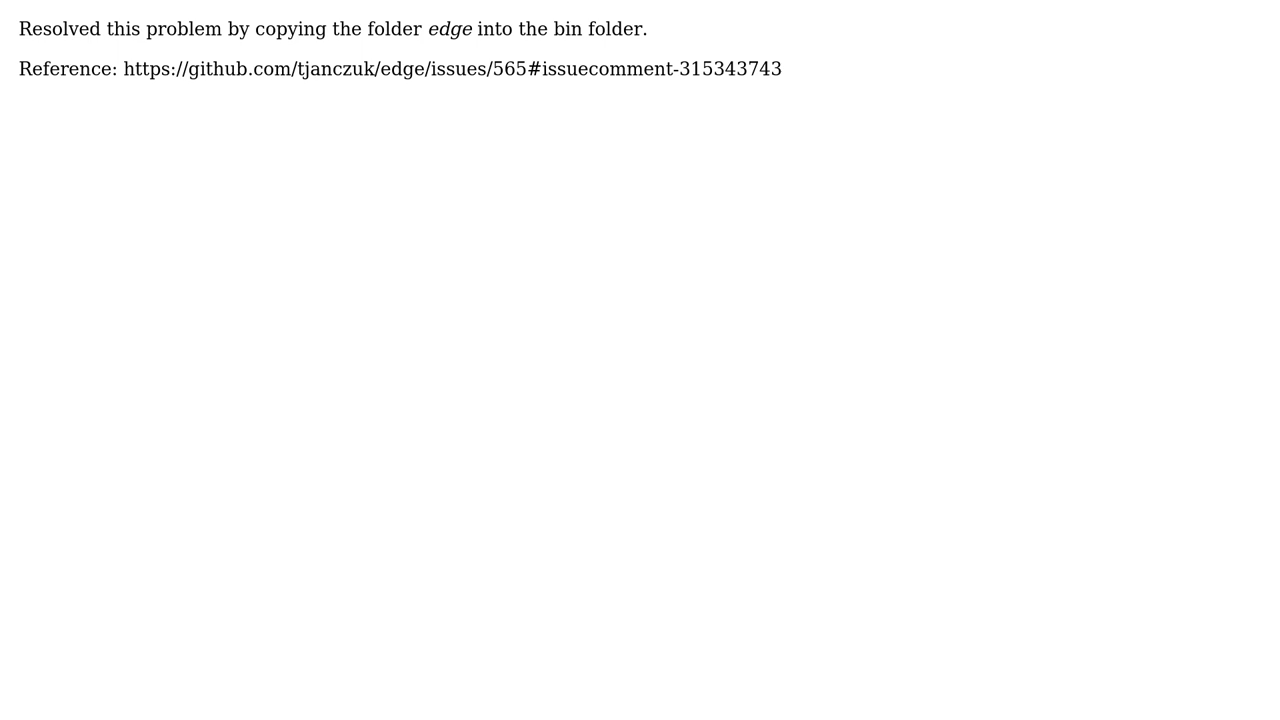 Resolved this problem by copying the folder edge into the bin folder.
Reference: https://github.com/tjanczuk/edge/issues/565#issuecomment-315343743